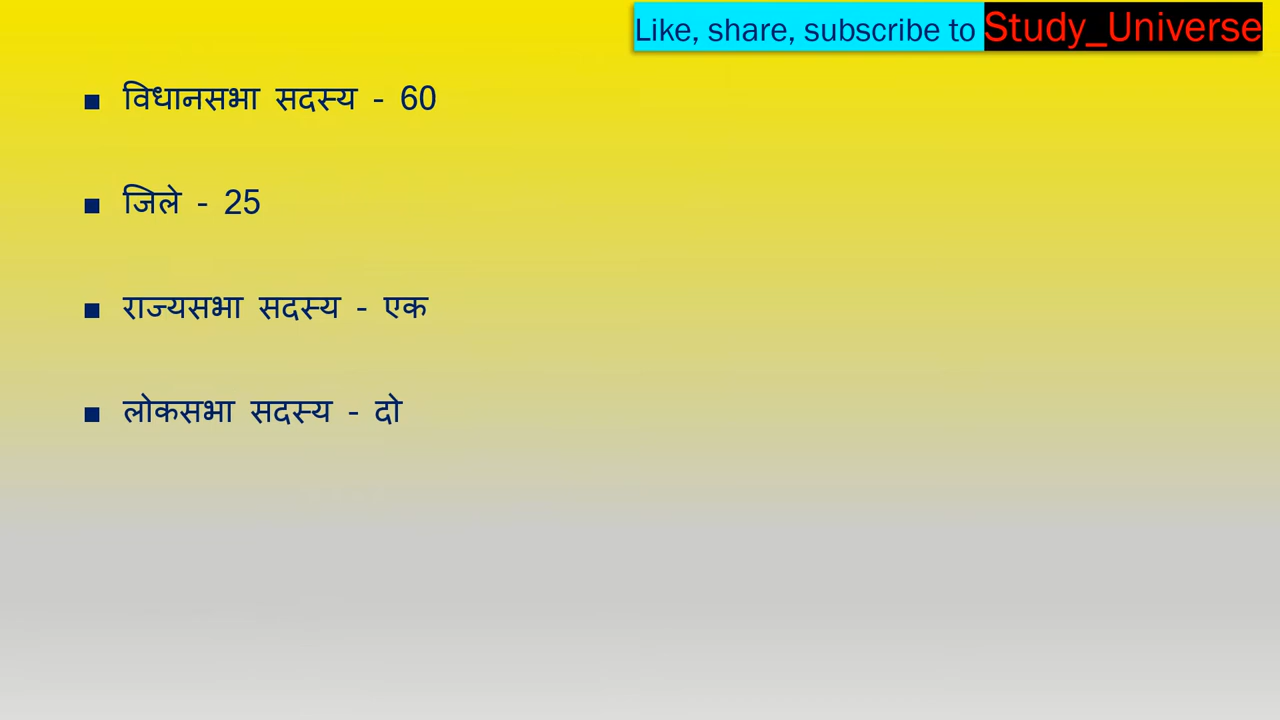 Like, share, subscribe to Study_Universe
▪ विधानसभा सदस्य - 60
▪ जिले - 25
▪ राज्यसभा सदस्य - एक
▪ लोकसभा सदस्य - दो